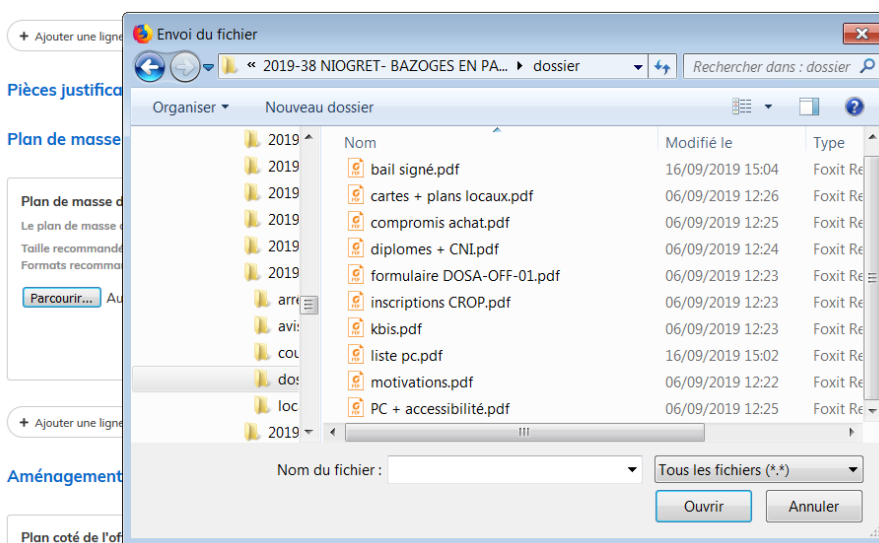 + Ajouter une ligne
Pièces justifica
Plan de masse
Plan de masse d
Le plan de masse
Taille recommandé
Formats recomma
Parcourir... Au
+ Ajouter une ligne
Aménagement
Plan coté de l'of
Envoi du fichier
« 2019-38 NIOGRET- BAZOGES EN PA... dossier
Rechercher dans : dossier
Organiser Nouveau dossier
2019
2019
2019
2019
2019
2019
arre
avis
cou
dos
loc
2019
Nom Modifié le Type
bail signé.pdf 16/09/2019 15:04 Foxit Re
cartes + plans locaux.pdf 06/09/2019 12:26 Foxit Re
compromis achat.pdf 06/09/2019 12:25 Foxit Re
diplomes + CNI.pdf 06/09/2019 12:24 Foxit Re
formulaire DOSA-OFF-01.pdf 06/09/2019 12:23 Foxit Re
inscriptions CROP.pdf 06/09/2019 12:23 Foxit Re
kbis.pdf 06/09/2019 12:23 Foxit Re
liste pc.pdf 16/09/2019 15:02 Foxit Re
motivations.pdf 06/09/2019 12:22 Foxit Re
PC + accessibilité.pdf 06/09/2019 12:25 Foxit Re
Nom du fichier :
Tous les fichiers (*.*)
Ouvrir Annuler